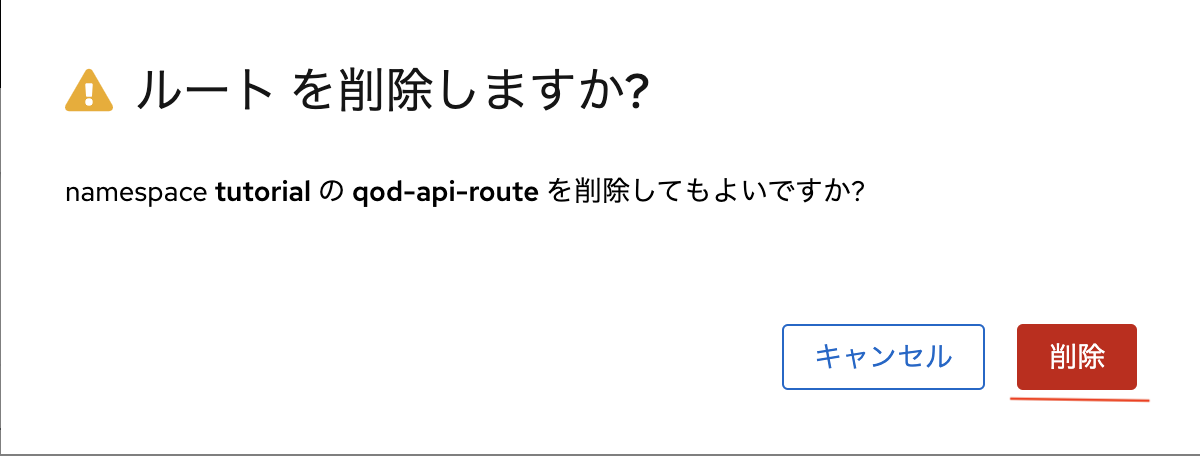 ルート を削除しますか?
namespace tutorial の qod-api-route を削除してもよいですか?
キャンセル
削除